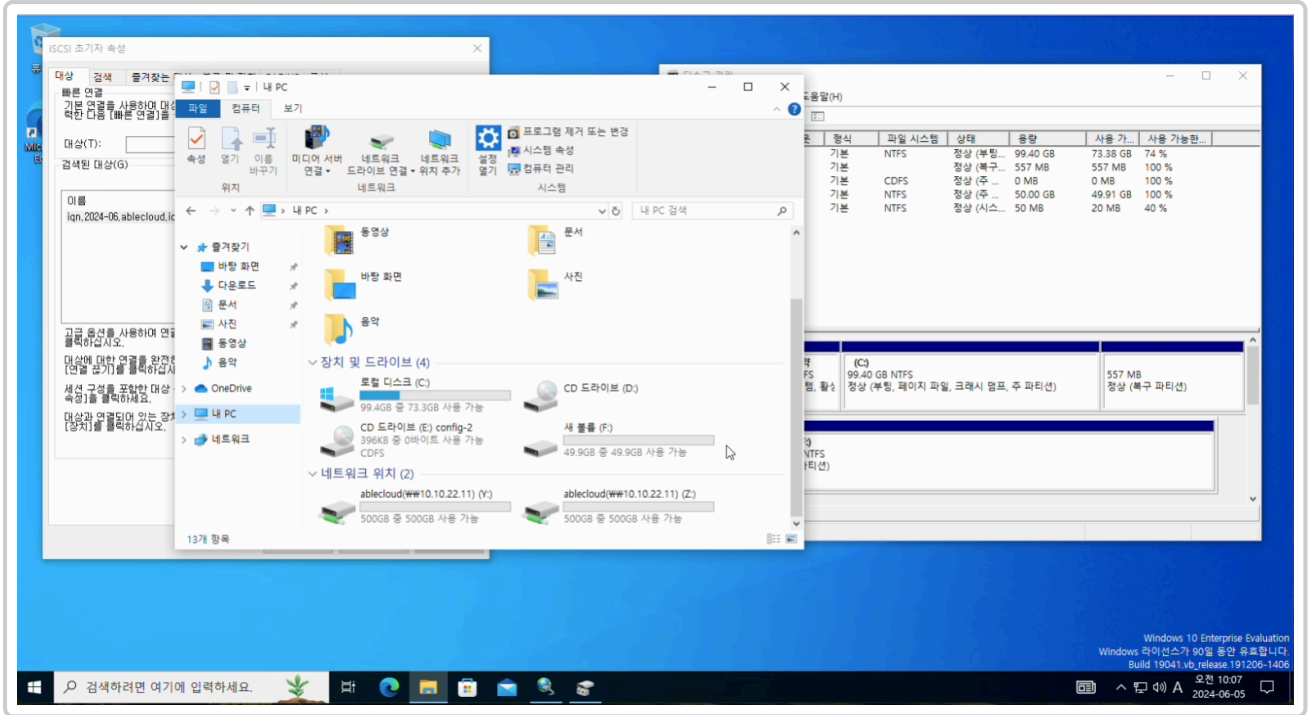 iSCSI 초기자 속성
대상 검색 즐겨찾는
빠른 연결
기본 연결을 사용하여
력한 다음 [빠른 연결]을
대상(T):
검색된 대상(G)
이름
iqn.2024-06.ablecloud.
고급 옵션을 사용하여
클릭하십시오.
대상에 대한 연결을
[연결 끊기]를 클릭하십시
세션 구성을 포함한 대상
속성]을 클릭하세요.
대상과 연결되어 있는
[장치]를 클릭하십시오.
내 PC
파일 컴퓨터 보기
속성
열기
이름
바꾸기
미디어 서버
연결
네트워크
드라이브 연결
네트워크
위치 추가
설정
열기
프로그램 제거 또는 변경
시스템 속성
컴퓨터 관리
위치
네트워크
시스템
내 PC
내 PC 검색
즐겨찾기
바탕 화면
다운로드
문서
사진
동영상
음악
OneDrive
내 PC
네트워크
동영상
문서
바탕 화면
사진
음악
장치 및 드라이브 (4)
로컬 디스크 (C:)
99.4GB 중 73.3GB 사용 가능
CD 드라이브 (D:)
CD 드라이브 (E:) config-2
396KB 중 0바이트 사용 가능
CDFS
새 볼륨 (F:)
49.9GB 중 49.9GB 사용 가능
네트워크 위치 (2)
ablecloud(₩₩10.10.22.11) (Y:)
500GB 중 500GB 사용 가능
ablecloud(₩₩10.10.22.11) (Z:)
500GB 중 500GB 사용 가능
13개 항목
도움말(H)
형식 파일 시스템 상태 용량 사용 가... 사용 가능한...
기본 NTFS 정상 (부팅... 99.40 GB 73.38 GB 74 %
기본 정상 (복구... 557 MB 557 MB 100 %
기본 CDFS 정상 (주 ... 0 MB 0 MB 100 %
기본 NTFS 정상 (주 ... 50.00 GB 49.91 GB 100 %
기본 NTFS 정상 (시스... 50 MB 20 MB 40 %
(C:)
99.40 GB NTFS
정상 (부팅, 페이지 파일, 크래시 덤프, 주 파티션)
557 MB
정상 (복구 파티션)
NTFS
파티션)
Windows 10 Enterprise Evaluation
Windows 라이선스가 90일 동안 유효합니다.
Build 19041.vb_release.191206-1406
검색하려면 여기에 입력하세요.
A
오전 10:07
2024-06-05